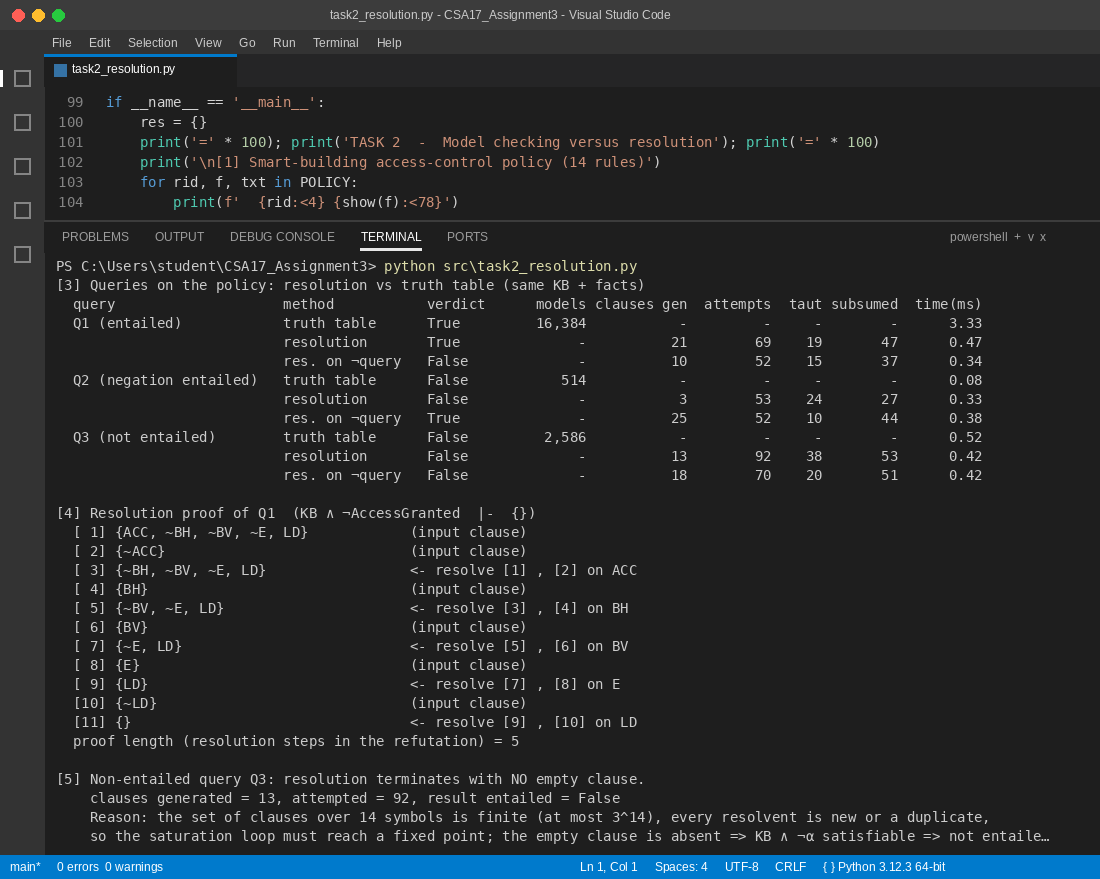 task2_resolution.py - CSA17_Assignment3 - Visual Studio Code
File Edit Selection View Go Run Terminal Help
task2_resolution.py
99 if __name__ == '__main__':
100 res = {}
101 print('=' * 100); print('TASK 2  -  Model checking versus resolution'); print('=' * 100)
102 print('\n[1] Smart-building access-control policy (14 rules)')
103 for rid, f, txt in POLICY:
104 print(f'  {rid:<4} {show(f):<78}')
PROBLEMS OUTPUT DEBUG CONSOLE TERMINAL PORTS powershell + v x
PS C:\Users\student\CSA17_Assignment3> python src\task2_resolution.py
[3] Queries on the policy: resolution vs truth table (same KB + facts)
query method verdict models clauses gen attempts taut subsumed time(ms)
Q1 (entailed) truth table True 16,384 - - - - 3.33
resolution True - 21 69 19 47 0.47
res. on ¬query False - 10 52 15 37 0.34
Q2 (negation entailed) truth table False 514 - - - - 0.08
resolution False - 3 53 24 27 0.33
res. on ¬query True - 25 52 10 44 0.38
Q3 (not entailed) truth table False 2,586 - - - - 0.52
resolution False - 13 92 38 53 0.42
res. on ¬query False - 18 70 20 51 0.42
[4] Resolution proof of Q1  (KB ∧ ¬AccessGranted  |-  {})
[ 1] {ACC, ~BH, ~BV, ~E, LD} (input clause)
[ 2] {~ACC} (input clause)
[ 3] {~BH, ~BV, ~E, LD} <- resolve [1] , [2] on ACC
[ 4] {BH} (input clause)
[ 5] {~BV, ~E, LD} <- resolve [3] , [4] on BH
[ 6] {BV} (input clause)
[ 7] {~E, LD} <- resolve [5] , [6] on BV
[ 8] {E} (input clause)
[ 9] {LD} <- resolve [7] , [8] on E
[10] {~LD} (input clause)
[11] {} <- resolve [9] , [10] on LD
proof length (resolution steps in the refutation) = 5
[5] Non-entailed query Q3: resolution terminates with NO empty clause.
clauses generated = 13, attempted = 92, result entailed = False
Reason: the set of clauses over 14 symbols is finite (at most 3^14), every resolvent is new or a duplicate,
so the saturation loop must reach a fixed point; the empty clause is absent => KB ∧ ¬α satisfiable => not entaile…
main* 0 errors 0 warnings Ln 1, Col 1 Spaces: 4 UTF-8 CRLF { } Python 3.12.3 64-bit